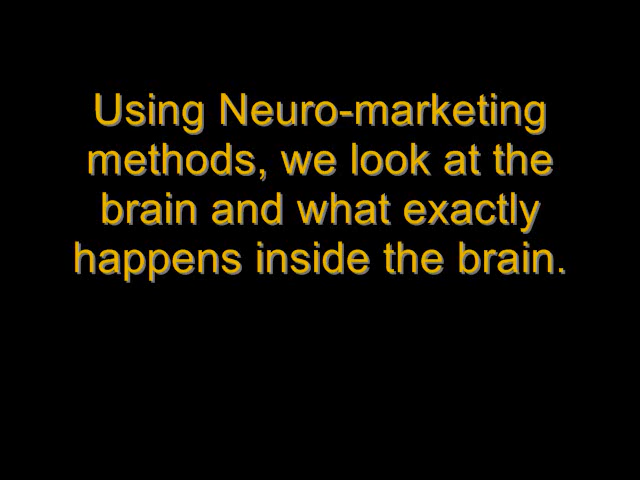 Using Neuro-marketing
methods, we look at the
brain and what exactly
happens inside the brain.